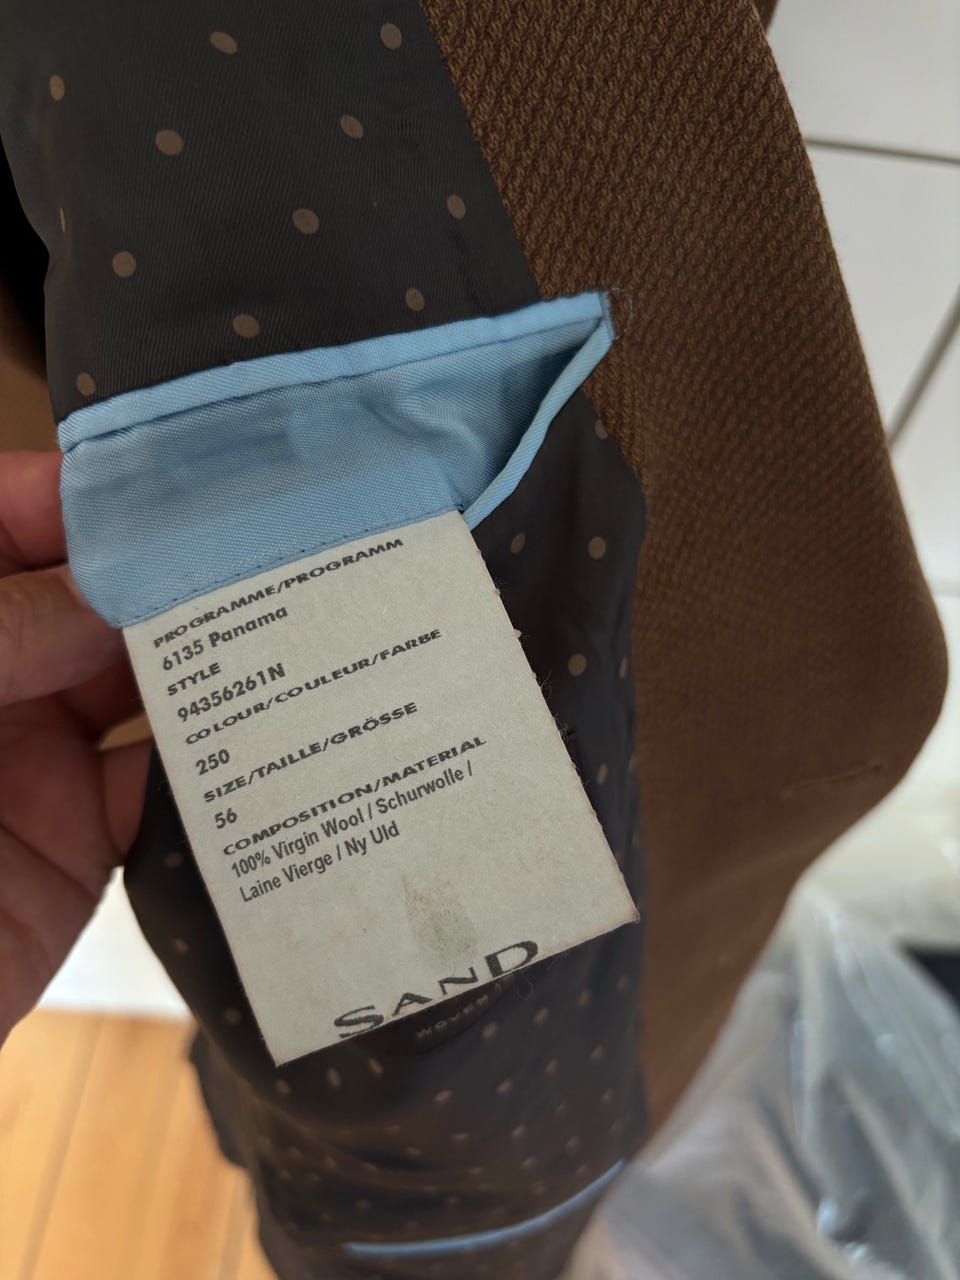 PROGRAMME/PROGRAMM
6135 Panama
STYLE
94356261N
COLOUR/COULEUR/FARBE
250
SIZE/TAILLE/GRÖSSE
56
COMPOSITION/MATERIAL
100% Virgin Wool / Schurwolle /
Laine Vierge / Ny Uld
SAND
WOVEN